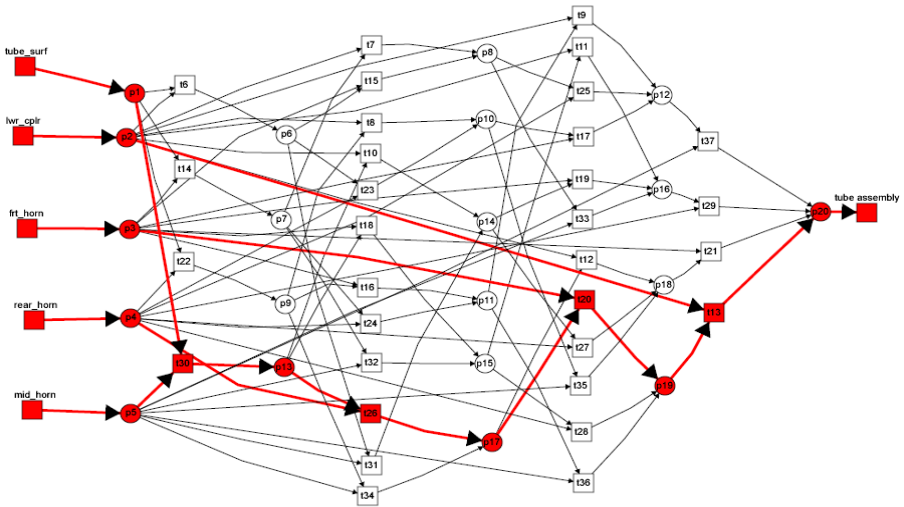 tube_surf
lwr_cplr
frt_horn
rear_horn
mid_horn
p1
p2
p3
p4
p5
t6
t14
t22
t30
p6
p7
p9
p13
t7
t15
t8
t10
t23
t18
t16
t24
t32
t26
t31
t34
p8
p10
p14
p11
p15
p17
t9
t11
t25
t17
t19
t33
t12
t20
t27
t35
t28
t36
p12
p16
p18
p19
t37
t29
t21
t13
p20
tube assembly